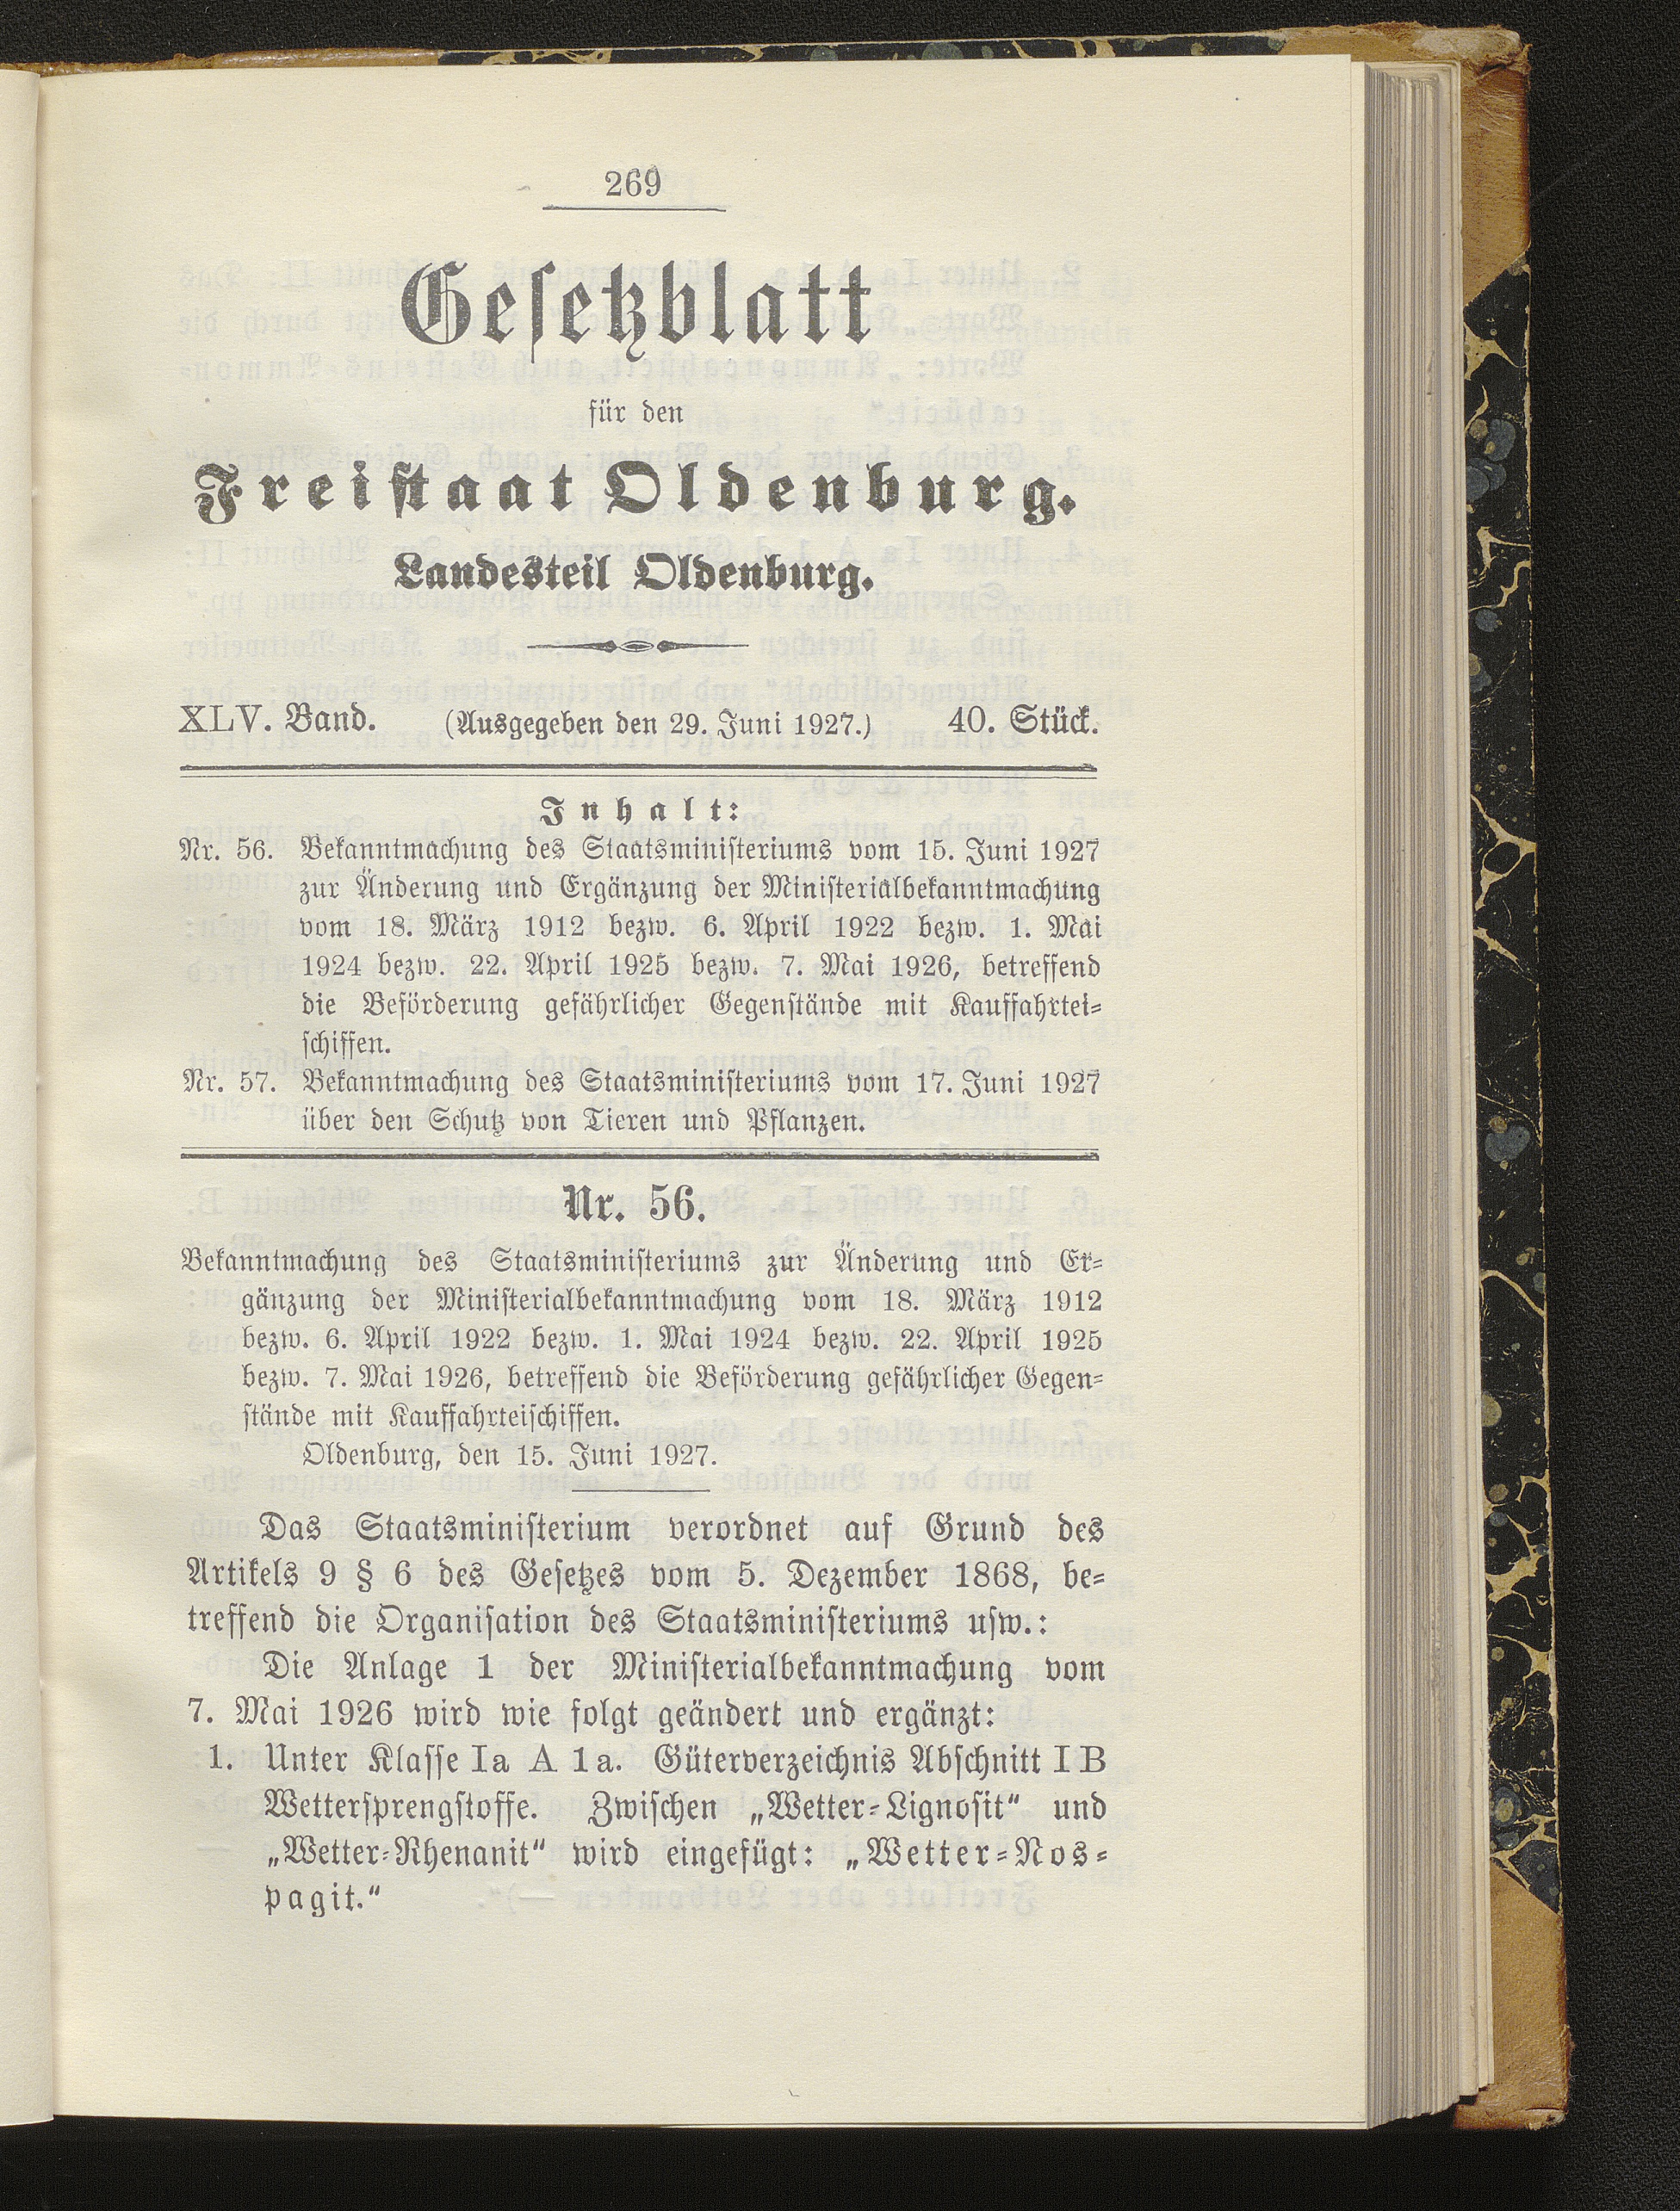 269
Gesetzblatt
für den
Freistaat Oldenburg.
Landesteil Oldenburg.
XLV. Band. (Ausgegeben den 29. Juni 1927.) 40. Stück.
Inhalt:
Nr. 56. Bekanntmachung des Staatsministeriums vom 15. Juni 1927
zur Änderung und Ergänzung der Ministerialbekanntmachung
vom 18. März 1912 bezw. 6. April 1922 bezw. 1. Mai
1924 bezw. 22. April 1925 bezw. 7. Mai 1926, betreffend
die Beförderung gefährlicher Gegenstände mit Kauffahrtei-
schiffen.
Nr. 57. Bekanntmachung des Staatsministeriums vom 17. Juni 1927
über den Schutz von Tieren und Pflanzen.
Nr. 56.
Bekanntmachung des Staatsministeriums zur Änderung und Er-
gänzung der Ministerialbekanntmachung vom 18. März 1912
bezw. 6. April 1922 bezw. 1. Mai 1924 bezw. 22. April 1925
bezw. 7. Mai 1926, betreffend die Beförderung gefährlicher Gegen-
stände mit Kauffahrteischiffen.
Oldenburg, den 15. Juni 1927.
Das Staatsministerium verordnet auf Grund des
Artikels 9 § 6 des Gesetzes vom 5. Dezember 1868, be-
treffend die Organisation des Staatsministeriums usw.:
Die Anlage 1 der Ministerialbekanntmachung vom
7. Mai 1926 wird wie folgt geändert und ergänzt:
1. Unter Klasse Ia A 1a. Güterverzeichnis Abschnitt I B
Wettersprengstoffe. Zwischen „Wetter-Lignosit“ und
„Wetter-Rhenanit“ wird eingefügt: „Wetter-Nos-
pagit.“